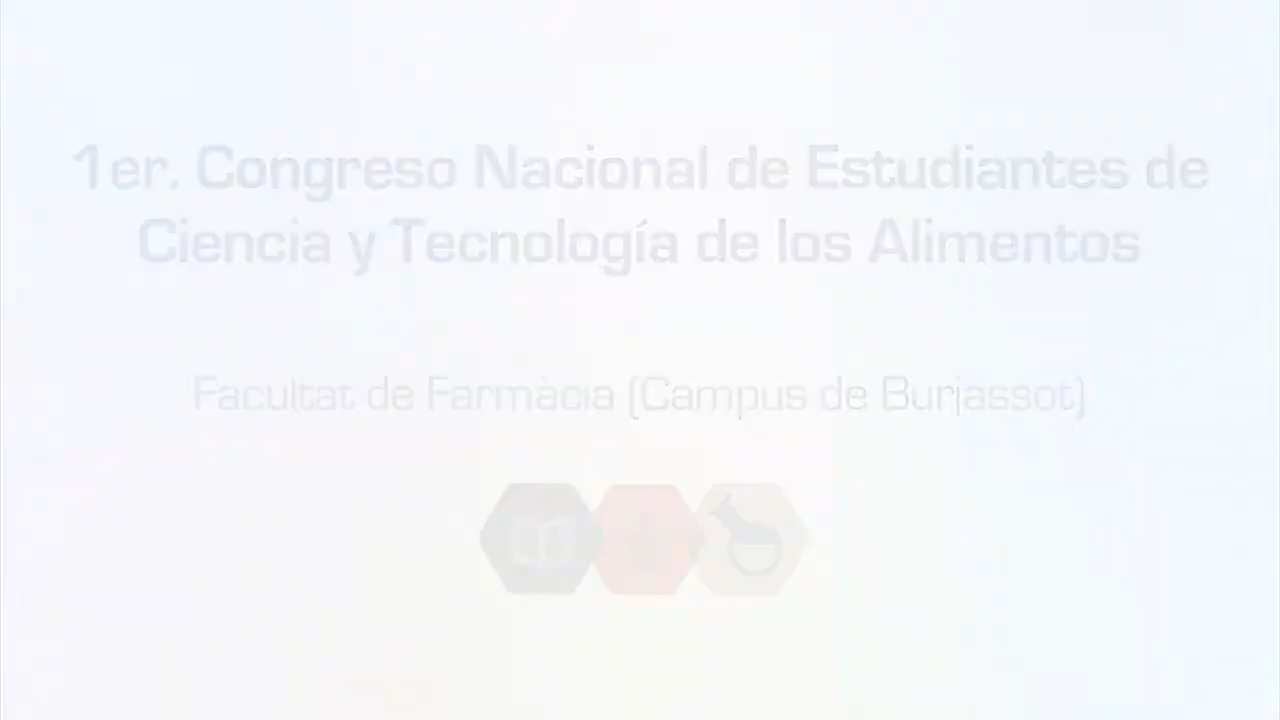 1er. Congreso Nacional de Estudiantes de
Ciencia y Tecnología de los Alimentos
Facultat de Farmàcia (Campus de Burjassot)